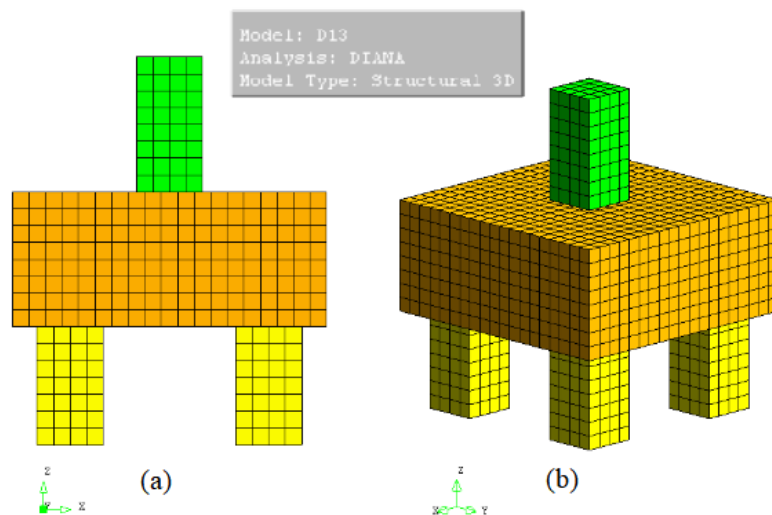 Model: D13
Analysis: DIANA
Model Type: Structural 3D
Z
Y X
(a)
Z
X Y
(b)